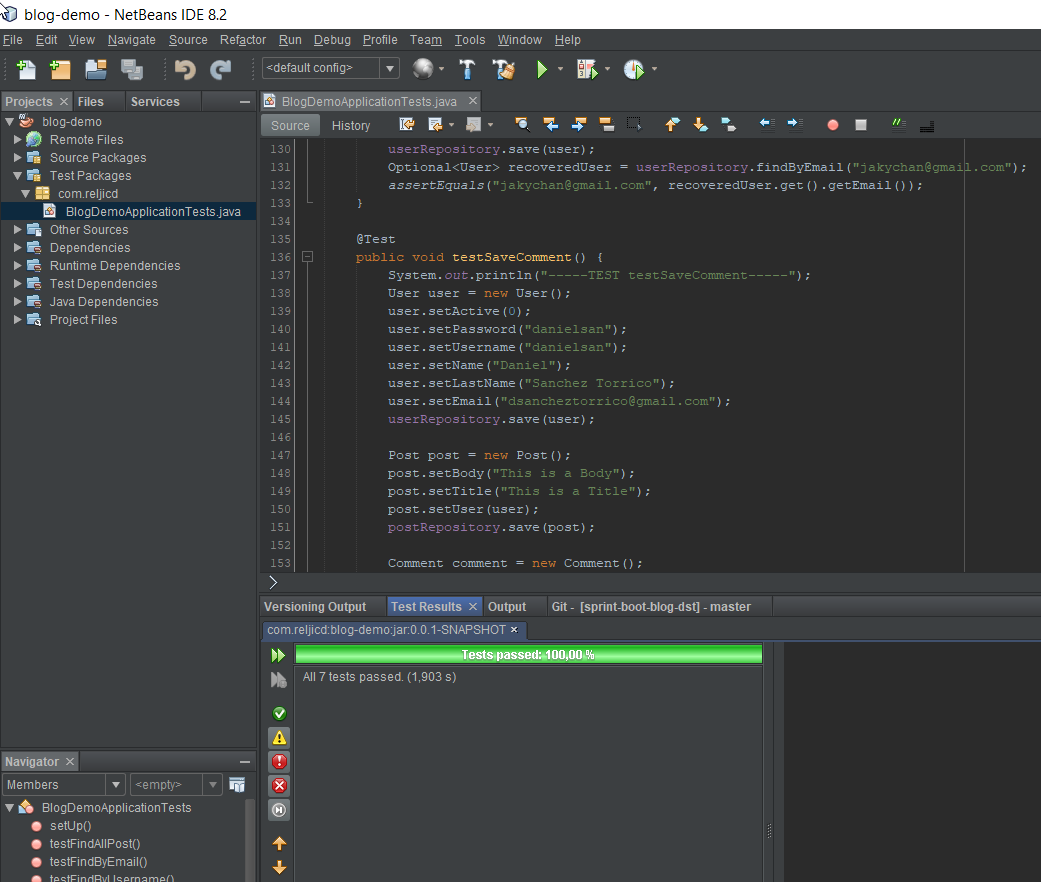 blog-demo - NetBeans IDE 8.2
File Edit View Navigate Source Refactor Run Debug Profile Team Tools Window Help
<default config>
Projects Files Services
blog-demo
Remote Files
Source Packages
Test Packages
com.reljicd
BlogDemoApplicationTests.java
Other Sources
Dependencies
Runtime Dependencies
Test Dependencies
Java Dependencies
Project Files
BlogDemoApplicationTests.java
Source History
130 userRepository.save(user);
131 Optional<User> recoveredUser = userRepository.findByEmail("jakychan@gmail.com");
132 assertEquals("jakychan@gmail.com", recoveredUser.get().getEmail());
133 }
134
135 @Test
136 public void testSaveComment() {
137 System.out.println("-----TEST testSaveComment-----");
138 User user = new User();
139 user.setActive(0);
140 user.setPassword("danielsan");
141 user.setUsername("danielsan");
142 user.setName("Daniel");
143 user.setLastName("Sanchez Torrico");
144 user.setEmail("dsancheztorrico@gmail.com");
145 userRepository.save(user);
146
147 Post post = new Post();
148 post.setBody("This is a Body");
149 post.setTitle("This is a Title");
150 post.setUser(user);
151 postRepository.save(post);
152
153 Comment comment = new Comment();
Versioning Output Test Results Output Git - [sprint-boot-blog-dst] - master
com.reljicd:blog-demo:jar:0.0.1-SNAPSHOT
Tests passed: 100,00 %
All 7 tests passed. (1,903 s)
Navigator
Members <empty>
BlogDemoApplicationTests
setUp()
testFindAllPost()
testFindByEmail()
testFindByUsername()